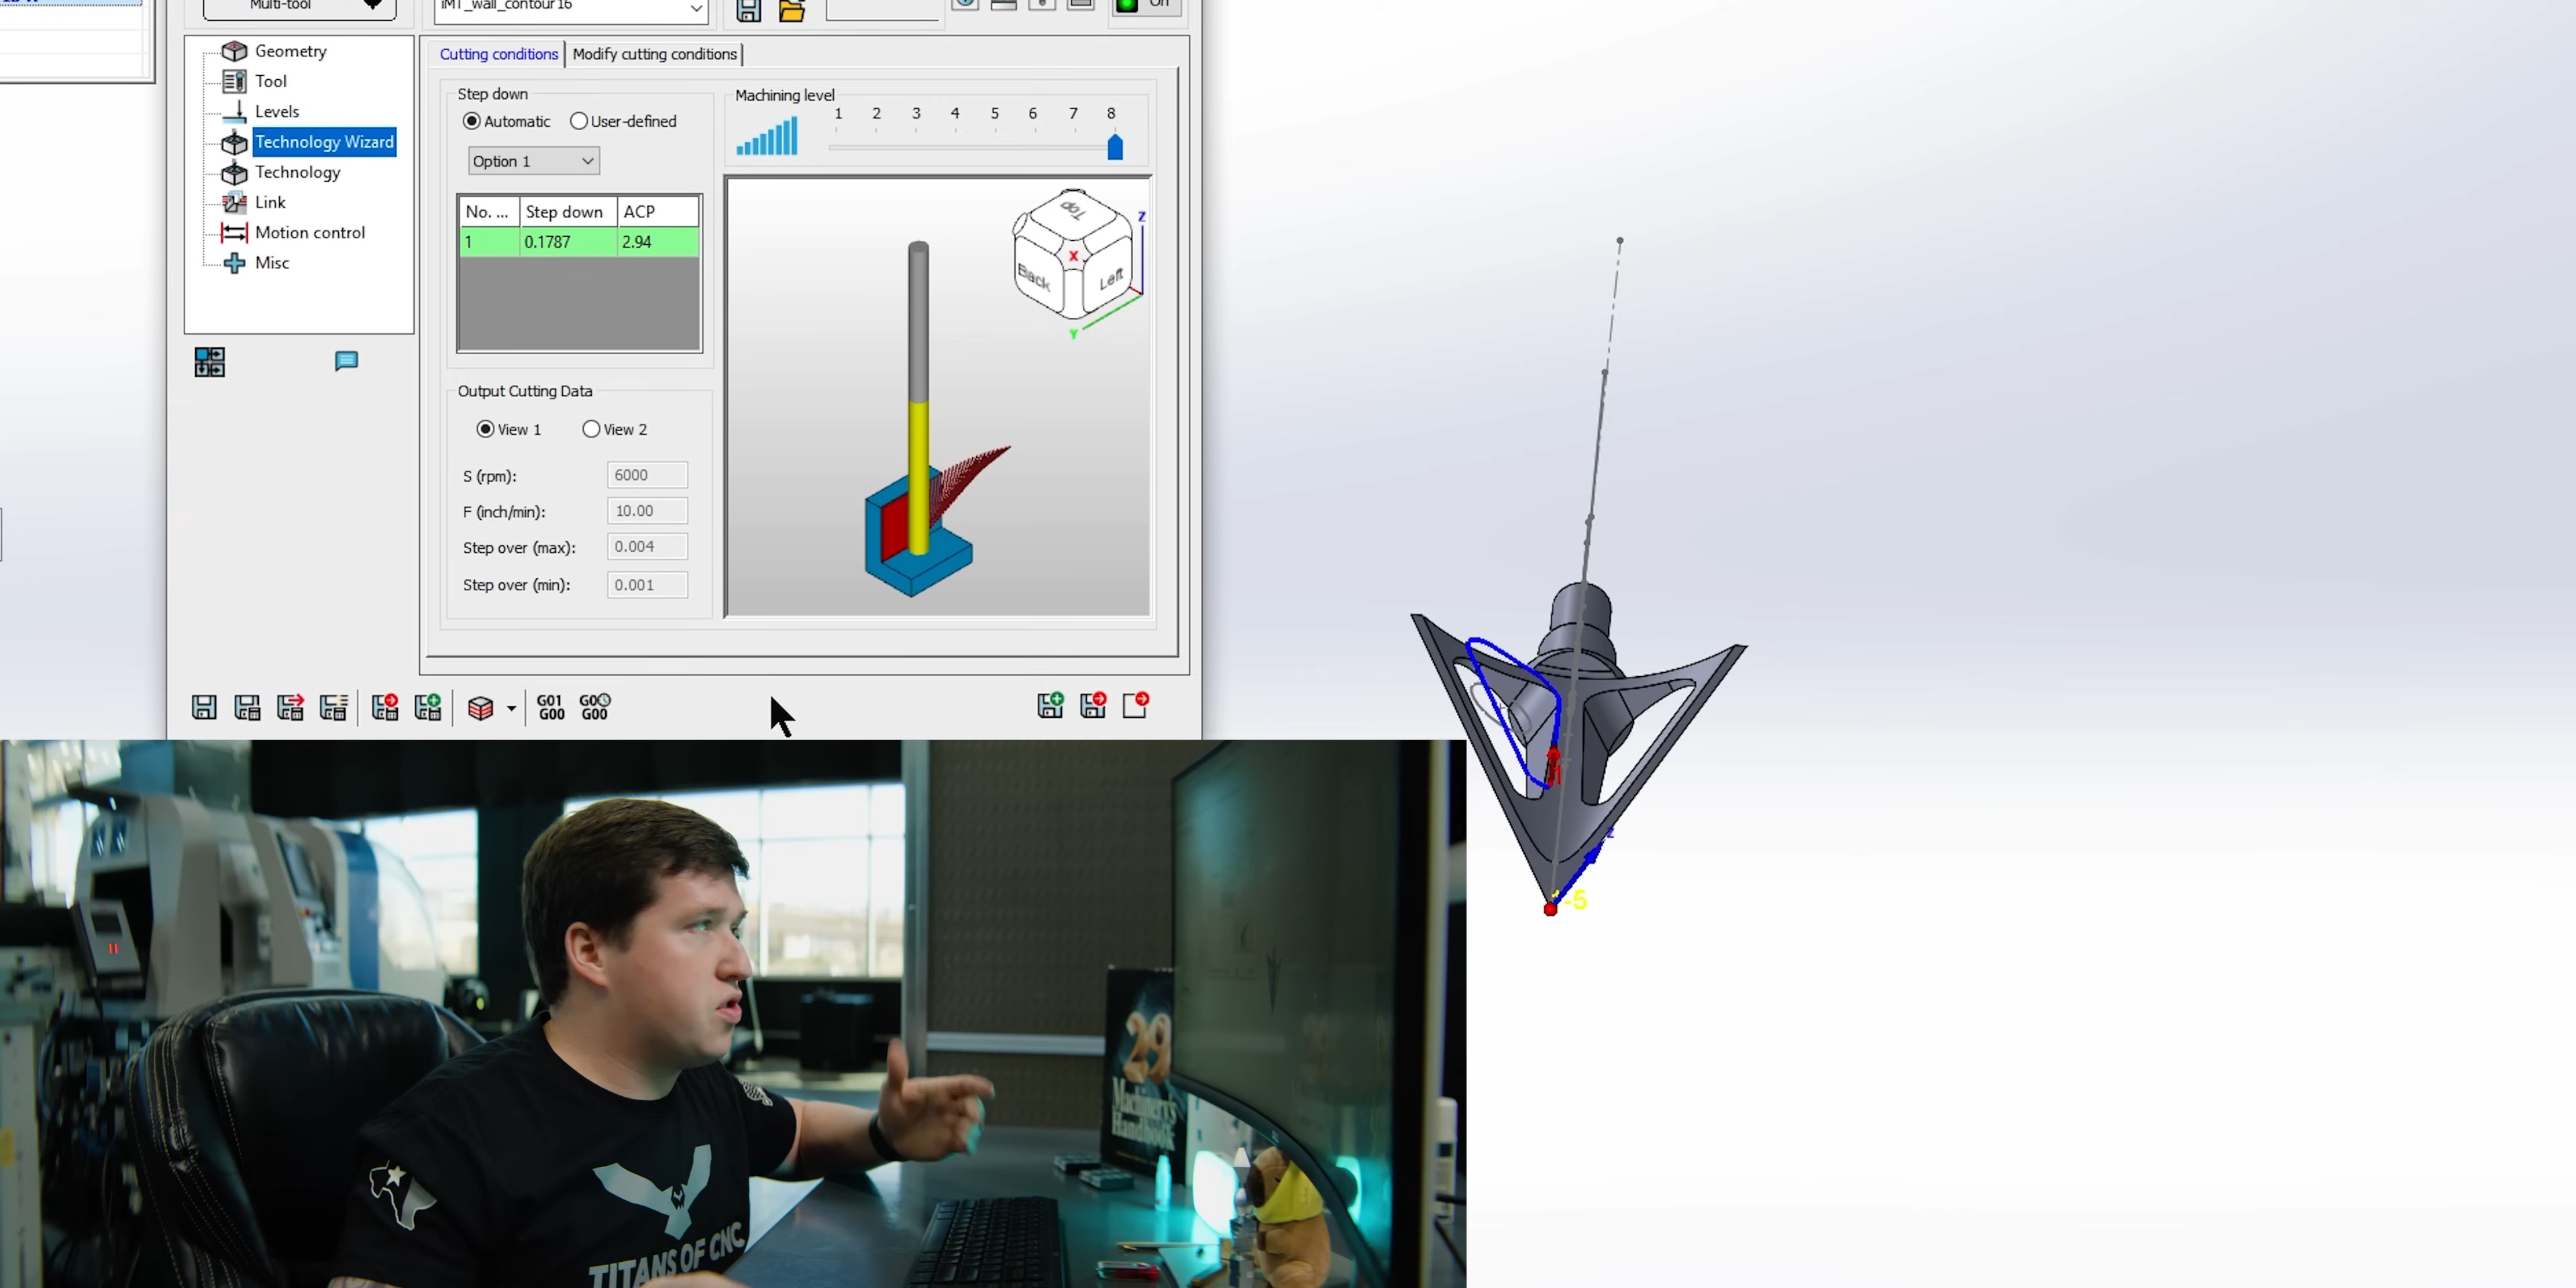 Multi-tool
iMT_wall_contour16
On
Geometry
Tool
Levels
Technology Wizard
Technology
Link
Motion control
Misc
Cutting conditions
Modify cutting conditions
Step down
Automatic
User-defined
Option 1
No. ...
Step down
ACP
1
0.1787
2.94
Machining level
1 2 3 4 5 6 7 8
Top
Back
Left
X
Y
Z
Output Cutting Data
View 1
View 2
S (rpm):
6000
F (inch/min):
10.00
Step over (max):
0.004
Step over (min):
0.001
G01
G00
G00
G00
Z
-5
29
Machinery's
Handbook
TITANS OF CNC